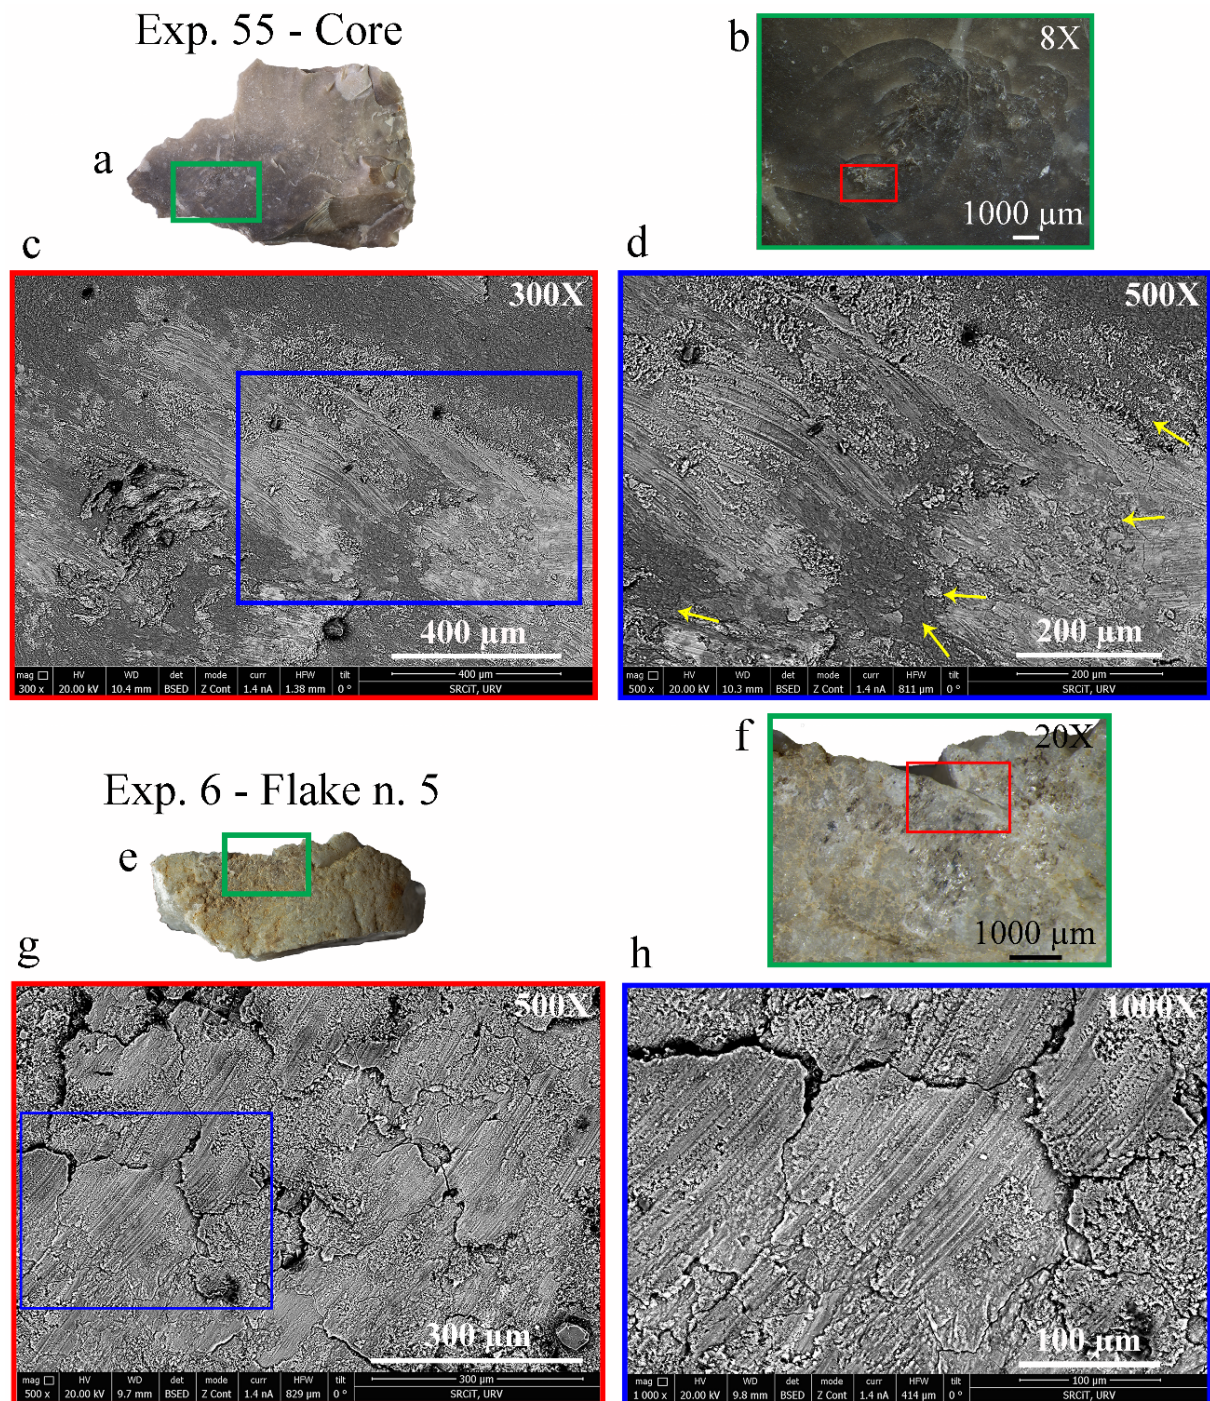 Exp. 55 - Core
a
b
8X
1000 µm
c
300X
400 µm
mag □ HV WD det mode curr HFW tilt
300 x 20.00 kV 10.4 mm BSED Z Cont 1.4 nA 1.38 mm 0 °
400 µm
SRCiT, URV
d
500X
200 µm
mag □ HV WD det mode curr HFW tilt
500 x 20.00 kV 10.3 mm BSED Z Cont 1.4 nA 811 µm 0 °
200 µm
SRCiT, URV
Exp. 6 - Flake n. 5
e
f
20X
1000 µm
g
500X
300 µm
mag □ HV WD det mode curr HFW tilt
500 x 20.00 kV 9.7 mm BSED Z Cont 1.4 nA 829 µm 0 °
300 µm
SRCiT, URV
h
1000X
100 µm
mag □ HV WD det mode curr HFW tilt
1 000 x 20.00 kV 9.8 mm BSED Z Cont 1.4 nA 414 µm 0 °
100 µm
SRCiT, URV